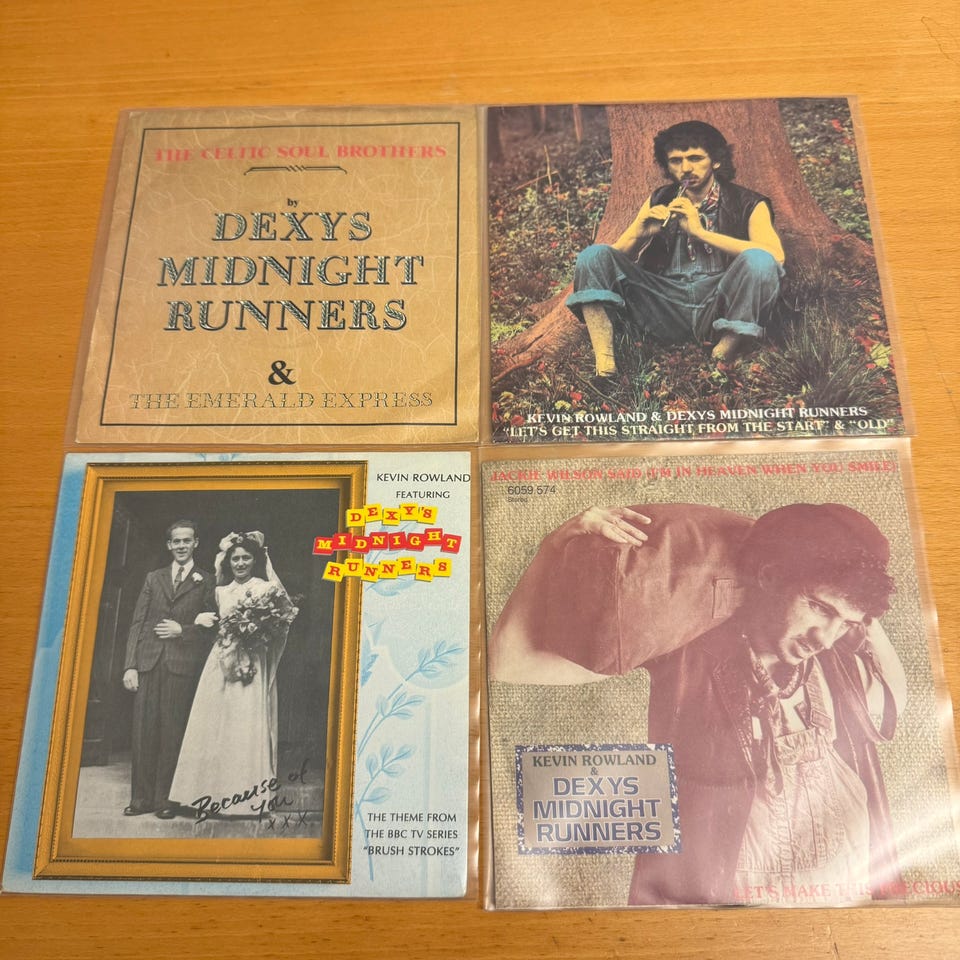 THE CELTIC SOUL BROTHERS
by
DEXYS
MIDNIGHT
RUNNERS
&
THE EMERALD EXPRESS
KEVIN ROWLAND & DEXYS MIDNIGHT RUNNERS
"LET'S GET THIS STRAIGHT FROM THE START" & "OLD"
KEVIN ROWLAND
FEATURING
DEXY'S
MIDNIGHT
RUNNERS
Because of
You
x x x
THE THEME FROM
THE BBC TV SERIES
"BRUSH STROKES"
JACKIE WILSON SAID (I'M IN HEAVEN WHEN YOU SMILE)
6059 574
Stereo
KEVIN ROWLAND
&
DEXYS
MIDNIGHT
RUNNERS
LET'S MAKE THIS PRECIOUS